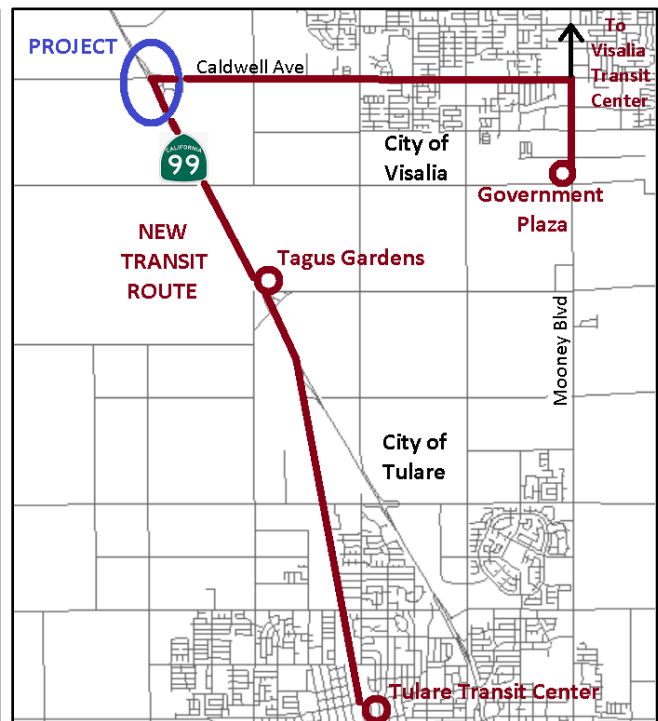 PROJECT
Caldwell Ave
To
Visalia
Transit
Center
CALIFORNIA
99
City of
Visalia
Government
Plaza
NEW
TRANSIT
ROUTE
Tagus Gardens
Mooney Blvd
City of
Tulare
Tulare Transit Center